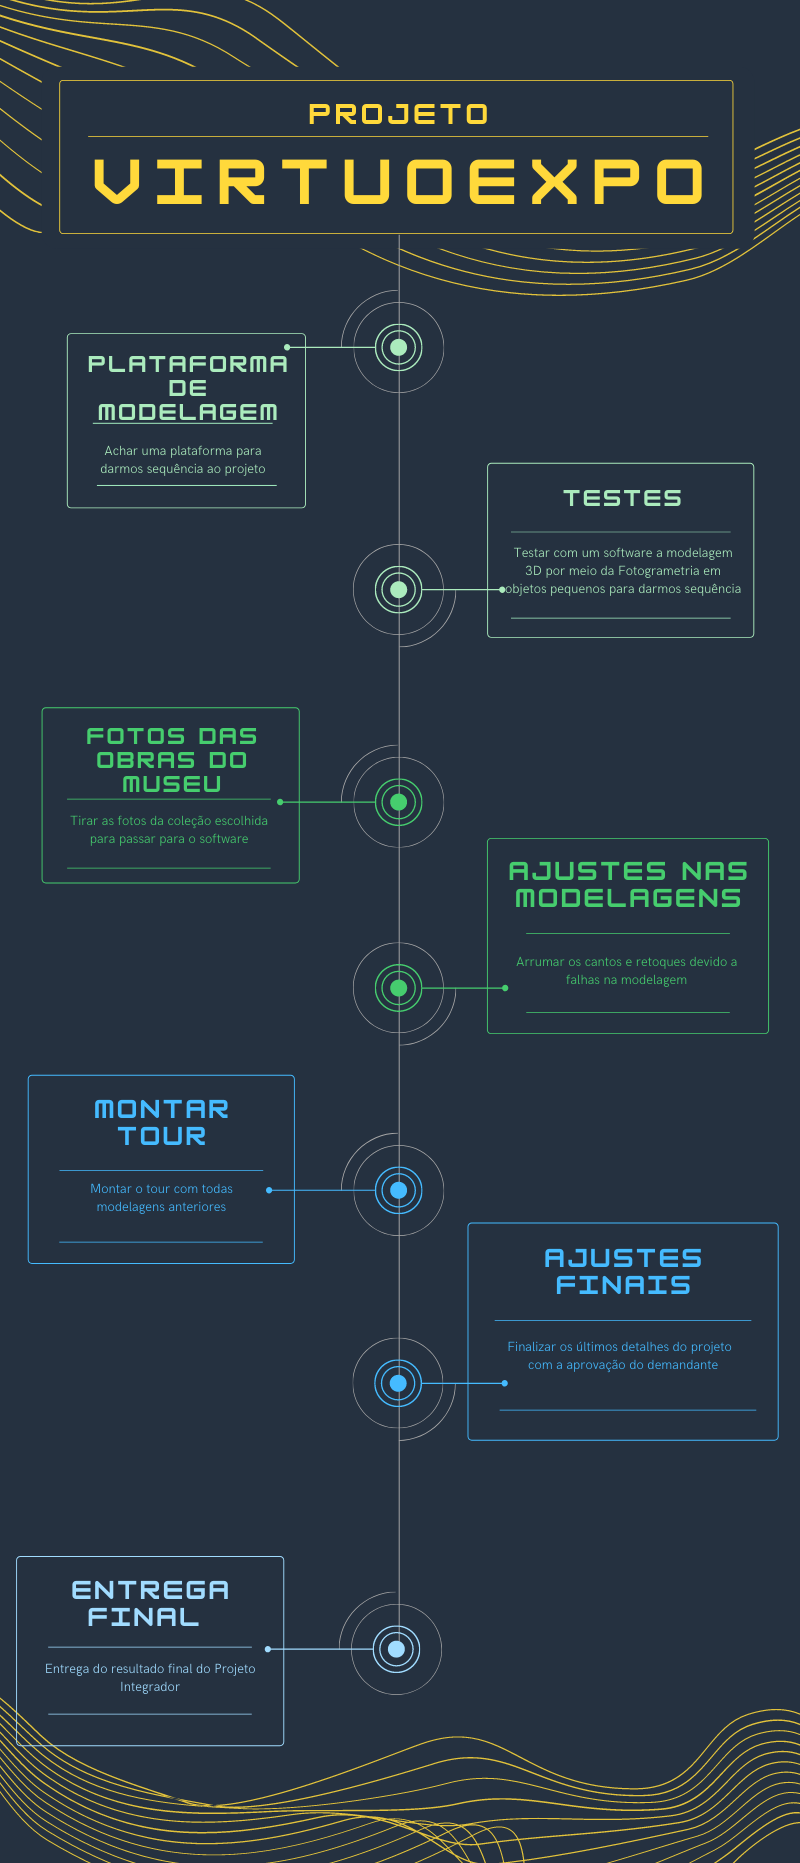 PROJETO
VIRTUOEXPO
PLATAFORMA
DE
MODELAGEM
Achar uma plataforma para
darmos sequência ao projeto
TESTES
Testar com um software a modelagem
3D por meio da Fotogrametria em
objetos pequenos para darmos sequência
FOTOS DAS
OBRAS DO
MUSEU
Tirar as fotos da coleção escolhida
para passar para o software
AJUSTES NAS
MODELAGENS
Arrumar os cantos e retoques devido a
falhas na modelagem
MONTAR
TOUR
Montar o tour com todas
modelagens anteriores
AJUSTES
FINAIS
Finalizar os últimos detalhes do projeto
com a aprovação do demandante
ENTREGA
FINAL
Entrega do resultado final do Projeto
Integrador